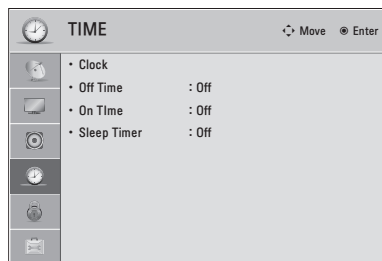 TIME Move Enter
• Clock
• Off Time : Off
• On TIme : Off
• Sleep Timer : Off